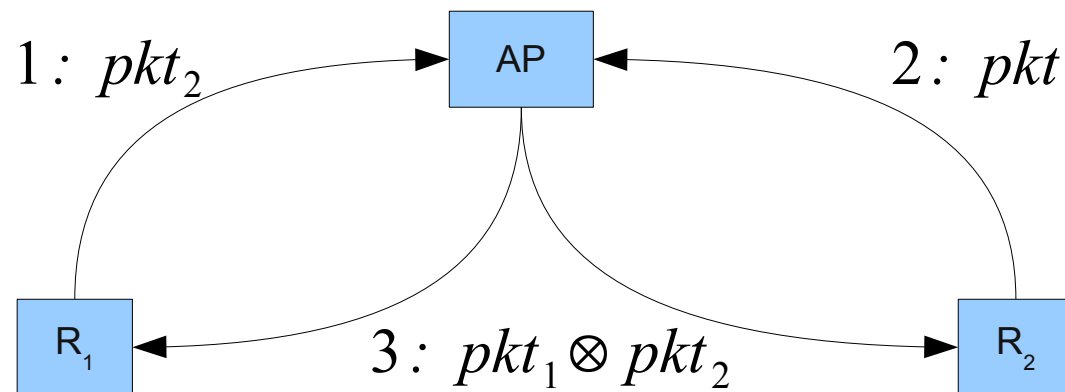 AP
1: pkt₂
2: pkt
R₁
3: pkt₁⊗pkt₂
R₂